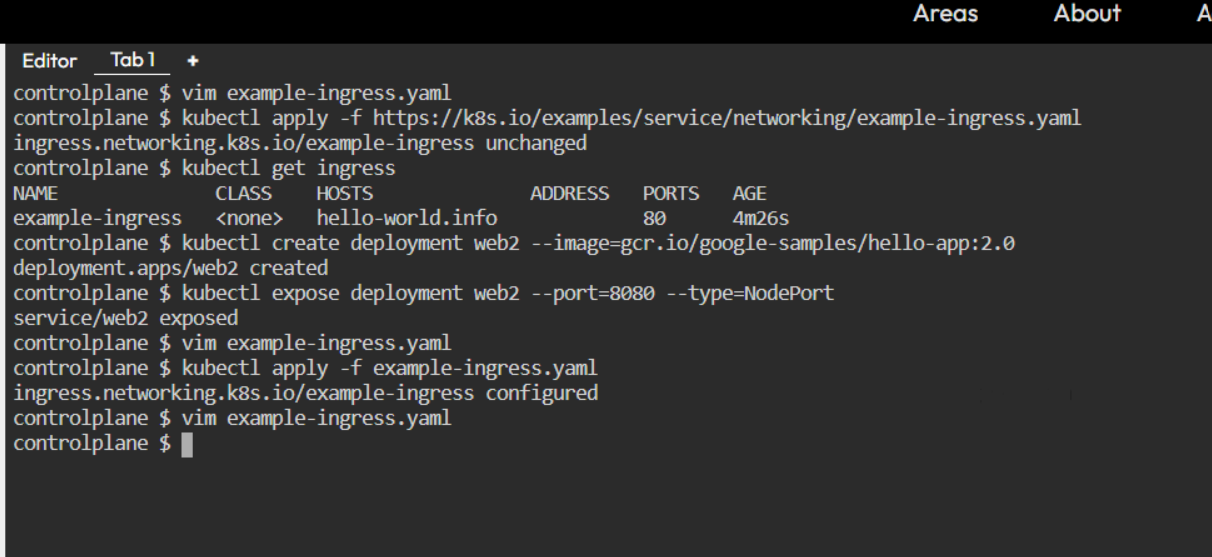 Areas About A
Editor Tab 1 +
controlplane $ vim example-ingress.yaml
controlplane $ kubectl apply -f https://k8s.io/examples/service/networking/example-ingress.yaml
ingress.networking.k8s.io/example-ingress unchanged
controlplane $ kubectl get ingress
NAME CLASS HOSTS ADDRESS PORTS AGE
example-ingress <none> hello-world.info 80 4m26s
controlplane $ kubectl create deployment web2 --image=gcr.io/google-samples/hello-app:2.0
deployment.apps/web2 created
controlplane $ kubectl expose deployment web2 --port=8080 --type=NodePort
service/web2 exposed
controlplane $ vim example-ingress.yaml
controlplane $ kubectl apply -f example-ingress.yaml
ingress.networking.k8s.io/example-ingress configured
controlplane $ vim example-ingress.yaml
controlplane $